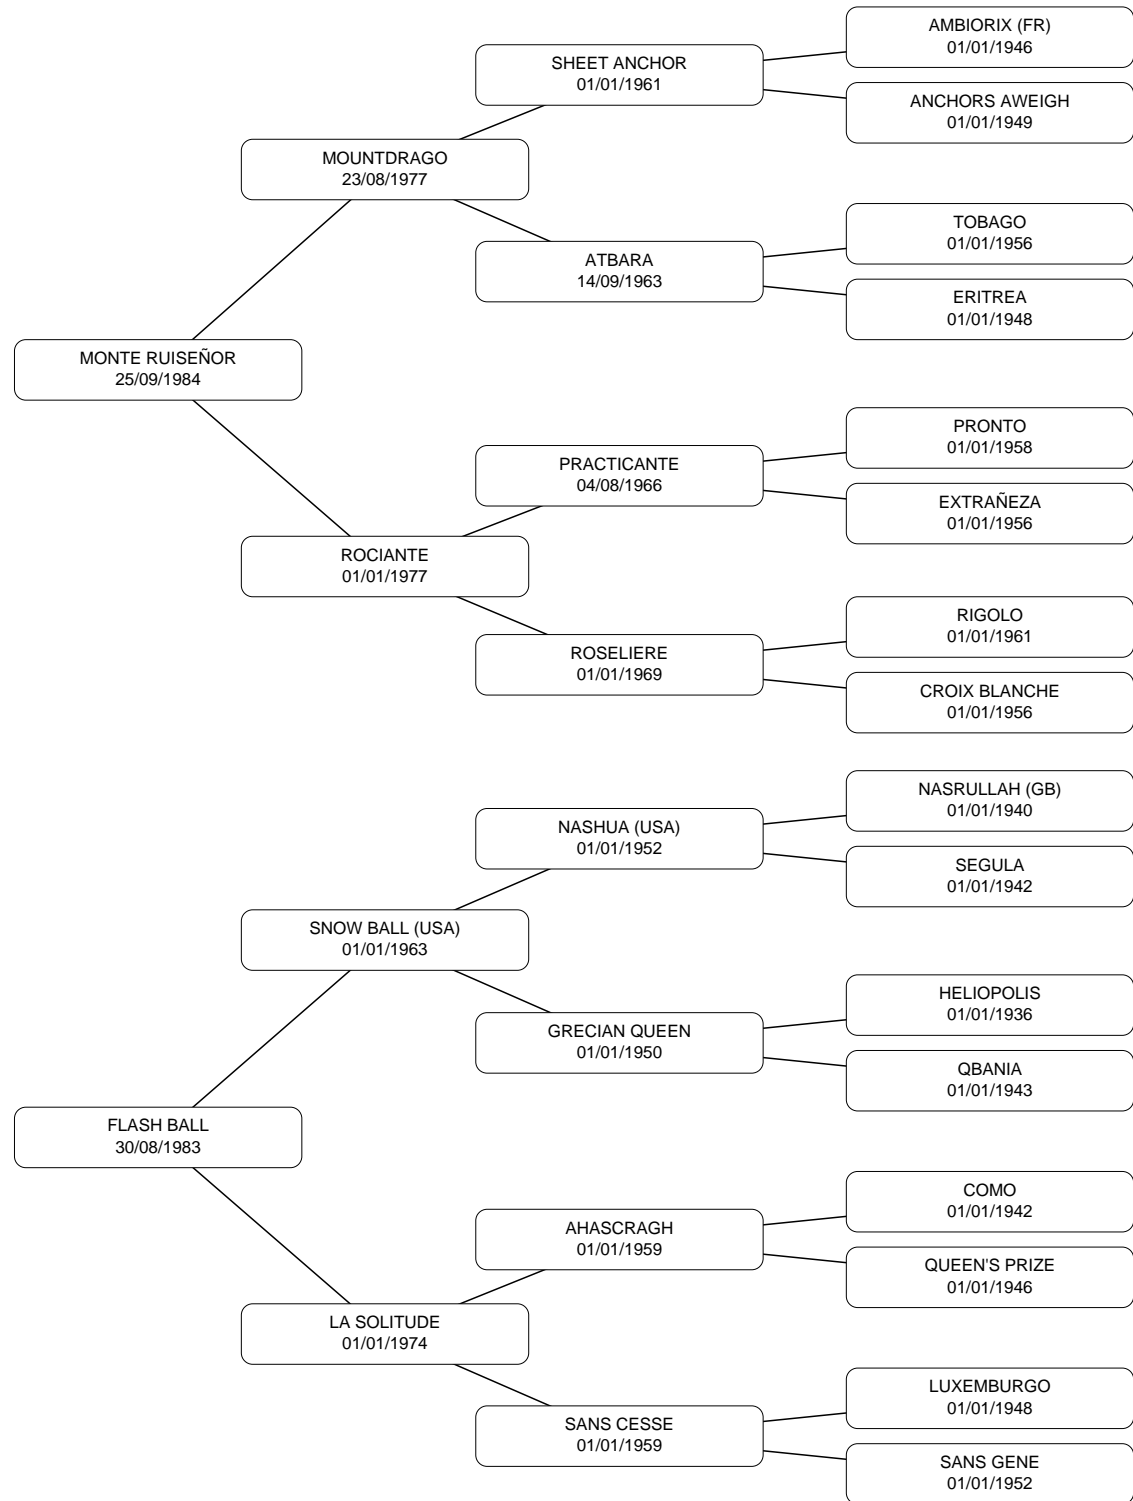 AMBIORIX (FR)
01/01/1946
SHEET ANCHOR
01/01/1961
ANCHORS AWEIGH
01/01/1949
MOUNTDRAGO
23/08/1977
TOBAGO
01/01/1956
ATBARA
14/09/1963
ERITREA
01/01/1948
MONTE RUISEÑOR
25/09/1984
PRONTO
01/01/1958
PRACTICANTE
04/08/1966
EXTRAÑEZA
01/01/1956
ROCIANTE
01/01/1977
RIGOLO
01/01/1961
ROSELIERE
01/01/1969
CROIX BLANCHE
01/01/1956
NASRULLAH (GB)
01/01/1940
NASHUA (USA)
01/01/1952
SEGULA
01/01/1942
SNOW BALL (USA)
01/01/1963
HELIOPOLIS
01/01/1936
GRECIAN QUEEN
01/01/1950
QBANIA
01/01/1943
FLASH BALL
30/08/1983
COMO
01/01/1942
AHASCRAGH
01/01/1959
QUEEN'S PRIZE
01/01/1946
LA SOLITUDE
01/01/1974
LUXEMBURGO
01/01/1948
SANS CESSE
01/01/1959
SANS GENE
01/01/1952